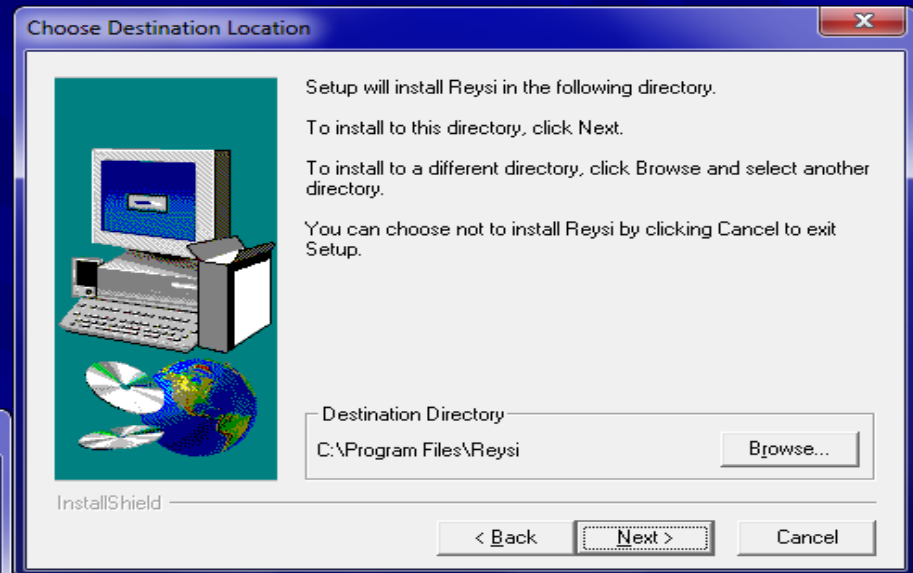 Choose Destination Location
Setup will install Reysi in the following directory.
To install to this directory, click Next.
To install to a different directory, click Browse and select another
directory.
You can choose not to install Reysi by clicking Cancel to exit
Setup.
Destination Directory
C:\Program Files\Reysi
Browse...
InstallShield
< Back
Next >
Cancel